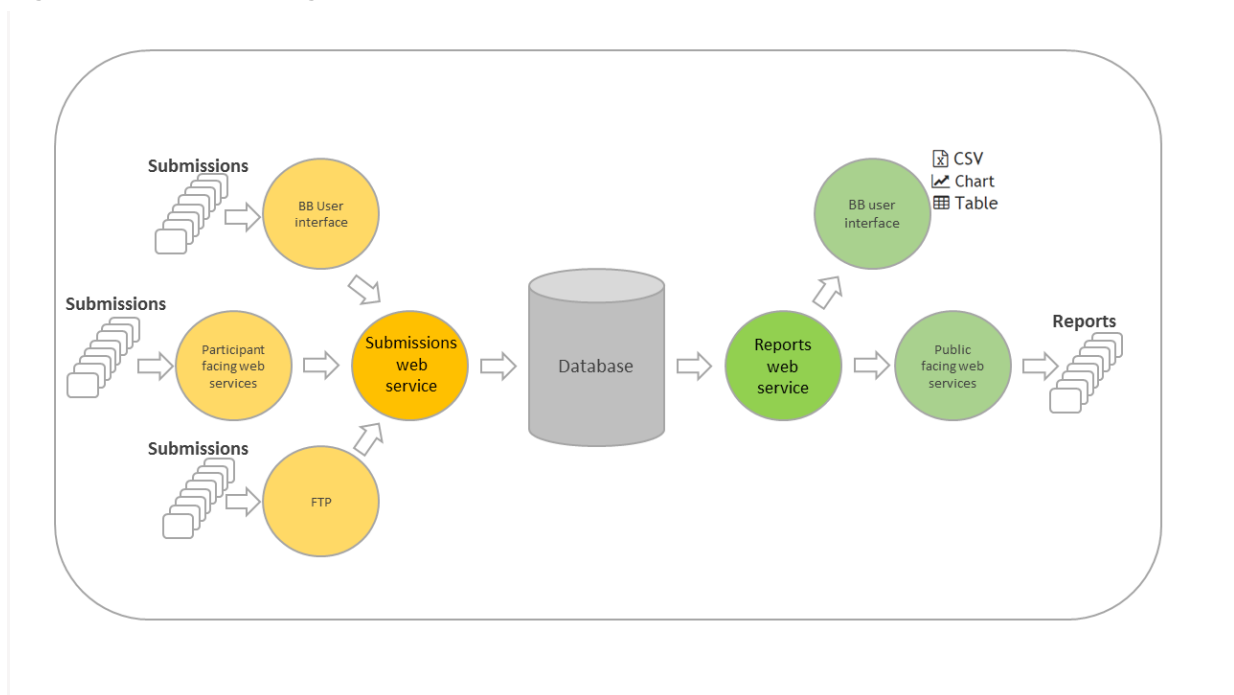 Submissions
BB User
interface
Submissions
Participant
facing web
services
Submissions
web
service
Submissions
FTP
Database
Reports
web
service
BB user
interface
CSV
Chart
Table
Public
facing web
services
Reports